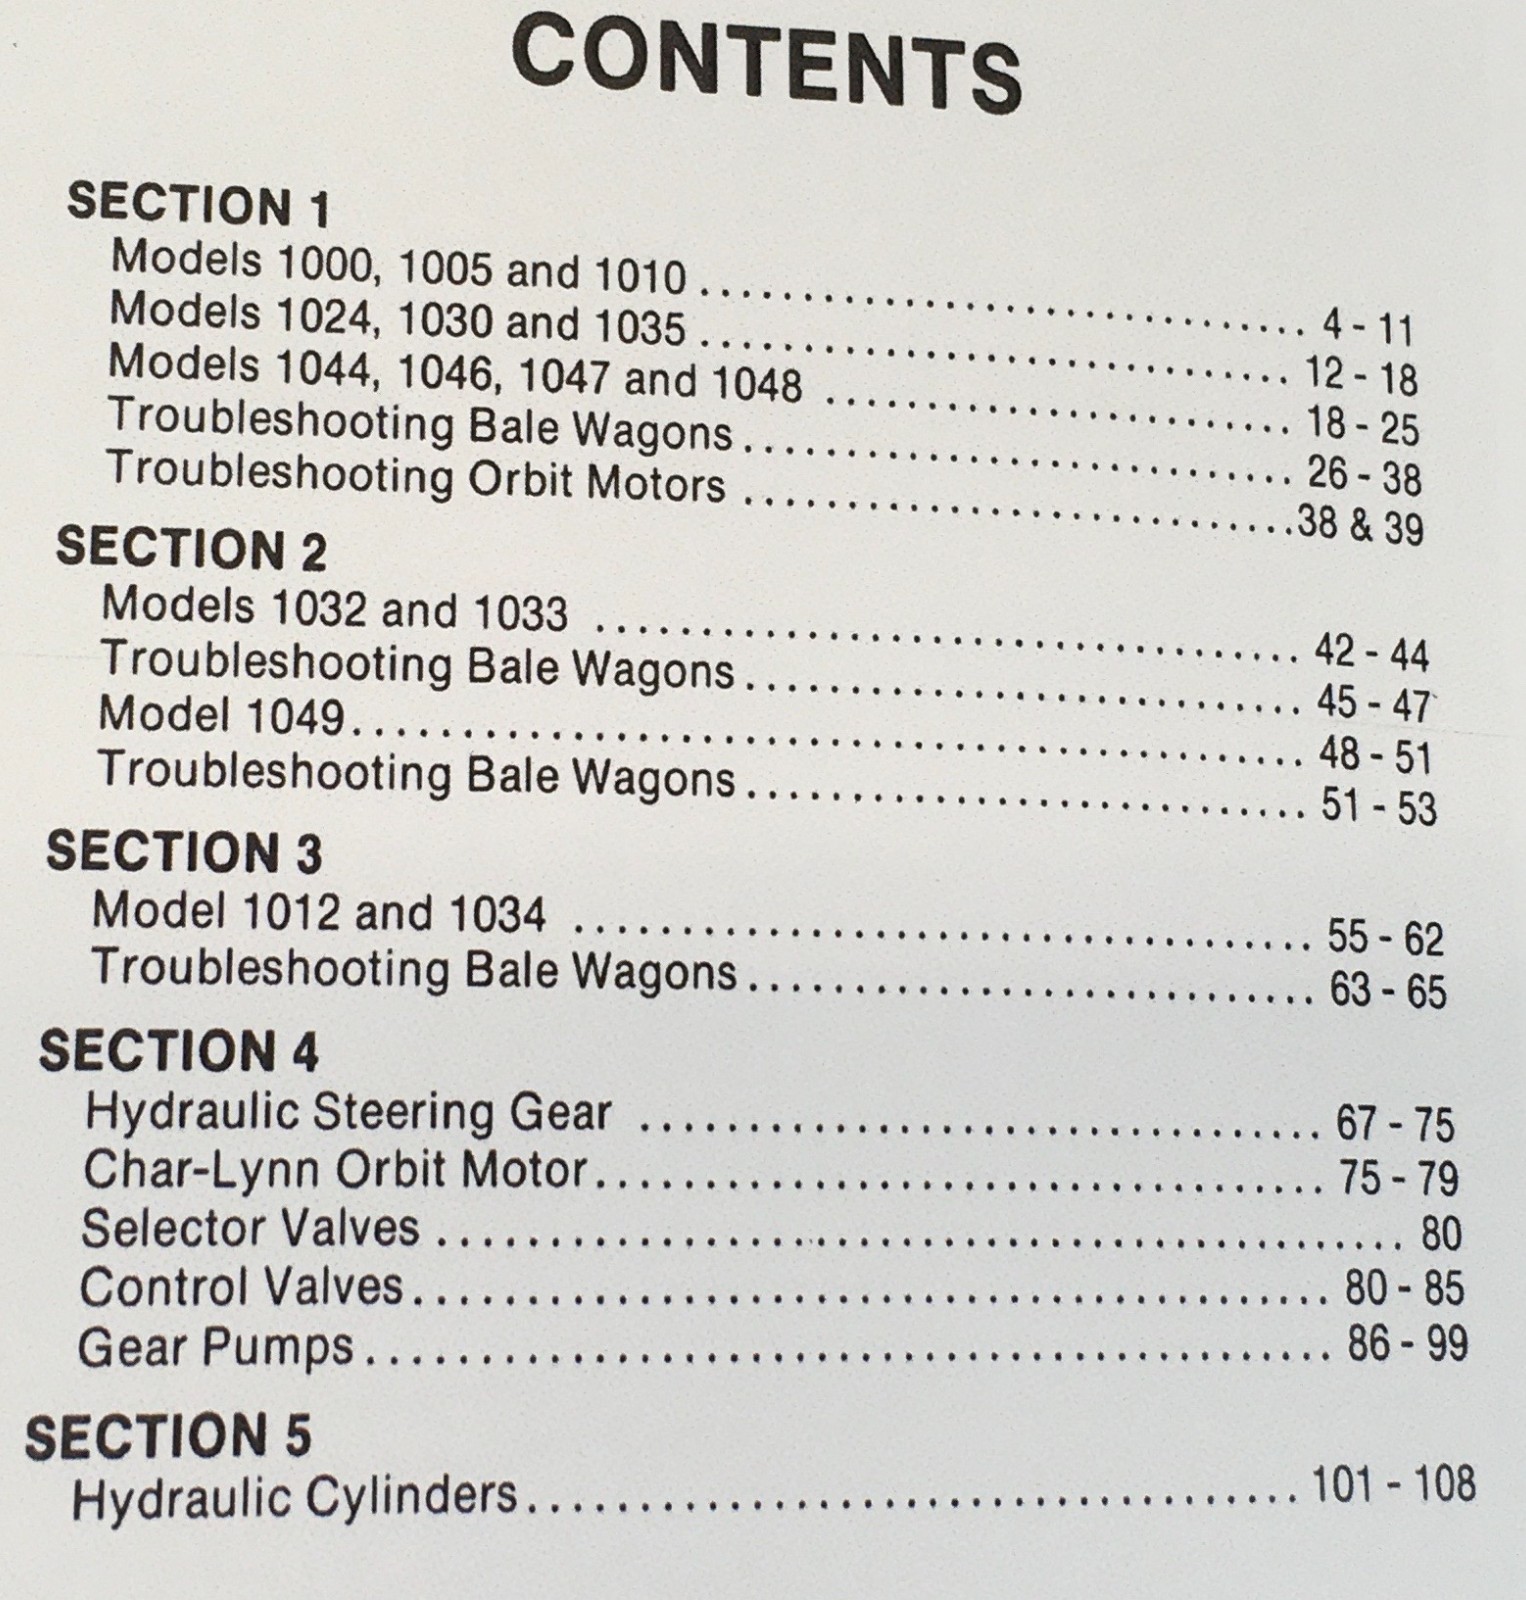 CONTENTS
SECTION 1
Models 1000, 1005 and 1010 ............................. 4 - 11
Models 1024, 1030 and 1035 ............................ 12 - 18
Models 1044, 1046, 1047 and 1048 ...................... 18 - 25
Troubleshooting Bale Wagons .......................... 26 - 38
Troubleshooting Orbit Motors ..........................38 & 39
SECTION 2
Models 1032 and 1033 ................................. 42 - 44
Troubleshooting Bale Wagons .......................... 45 - 47
Model 1049 ........................................... 48 - 51
Troubleshooting Bale Wagons .......................... 51 - 53
SECTION 3
Model 1012 and 1034 .................................. 55 - 62
Troubleshooting Bale Wagons .......................... 63 - 65
SECTION 4
Hydraulic Steering Gear ................................ 67 - 75
Char-Lynn Orbit Motor .................................. 75 - 79
Selector Valves ............................................. 80
Control Valves .......................................... 80 - 85
Gear Pumps ............................................ 86 - 99
SECTION 5
Hydraulic Cylinders .................................... 101 - 108